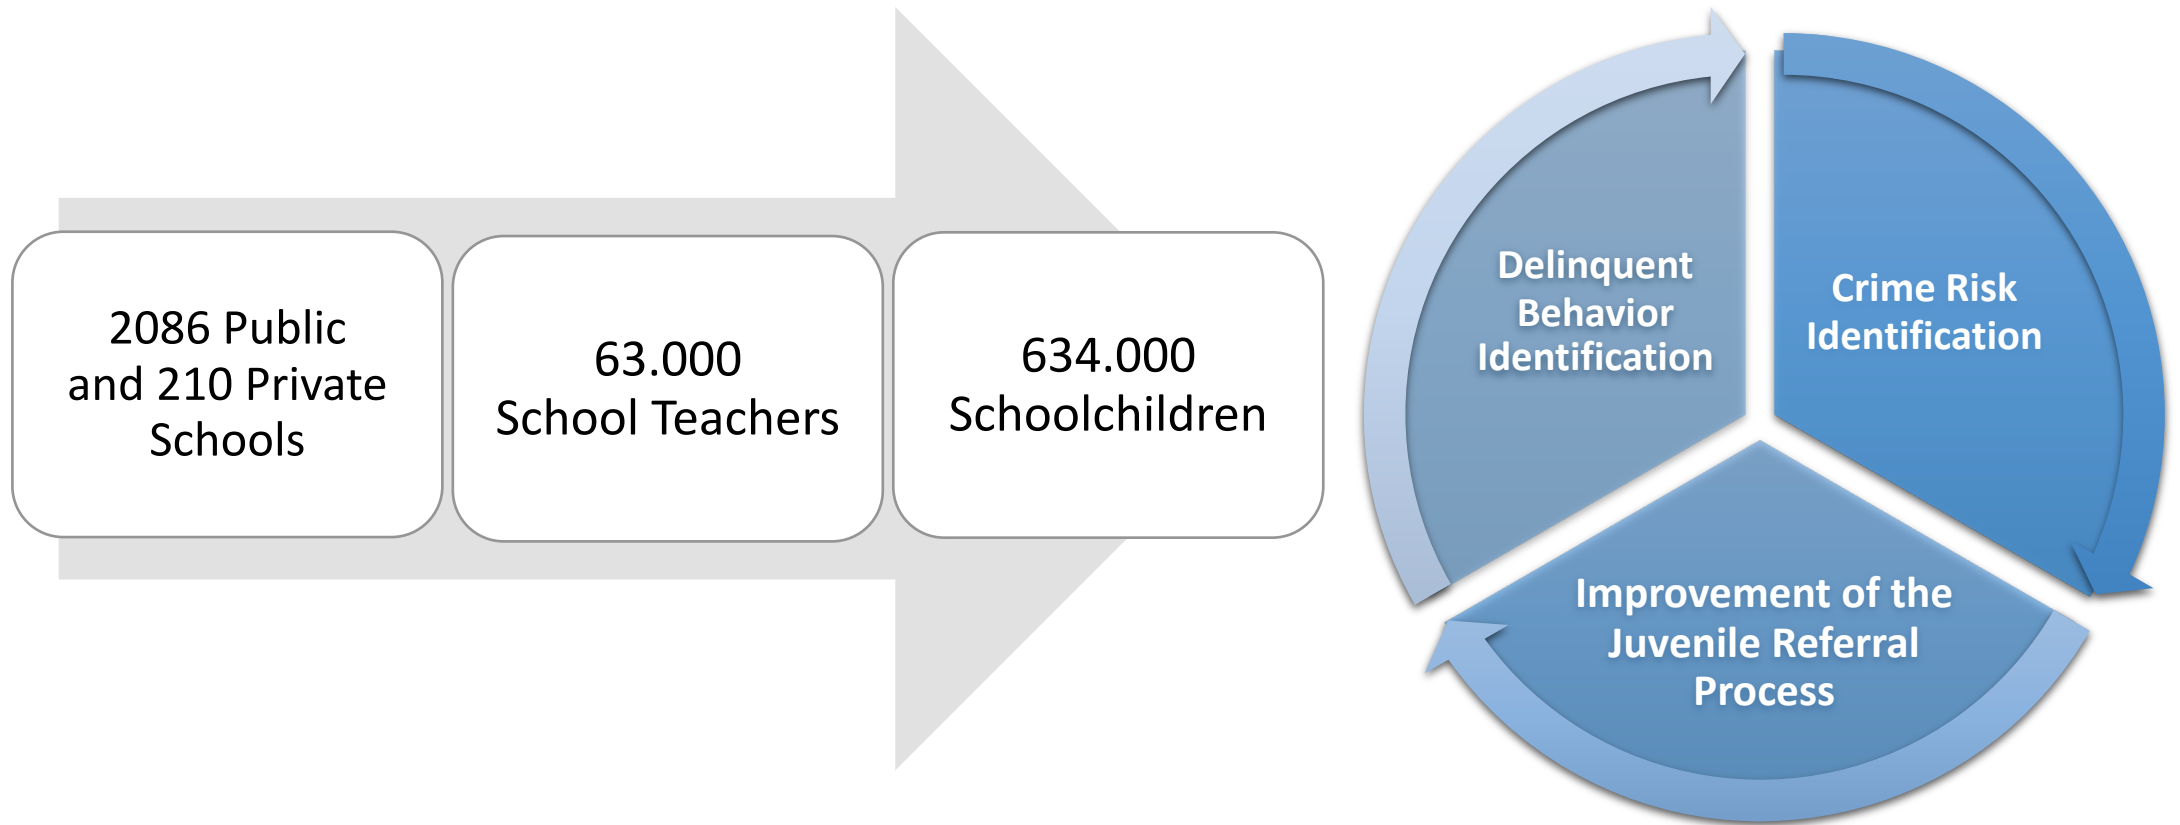 2086 Public
and 210 Private
Schools
63.000
School Teachers
634.000
Schoolchildren
Delinquent
Behavior
Identification
Crime Risk
Identification
Improvement of the
Juvenile Referral
Process